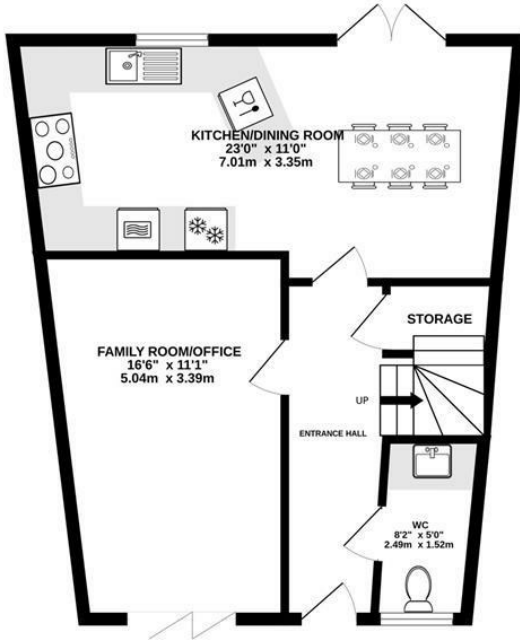 KITCHEN/DINING ROOM
23'0" x 11'0"
7.01m x 3.35m
STORAGE
FAMILY ROOM/OFFICE
16'6" x 11'1"
5.04m x 3.39m
UP
ENTRANCE HALL
WC
8'2" x 5'0"
2.49m x 1.52m